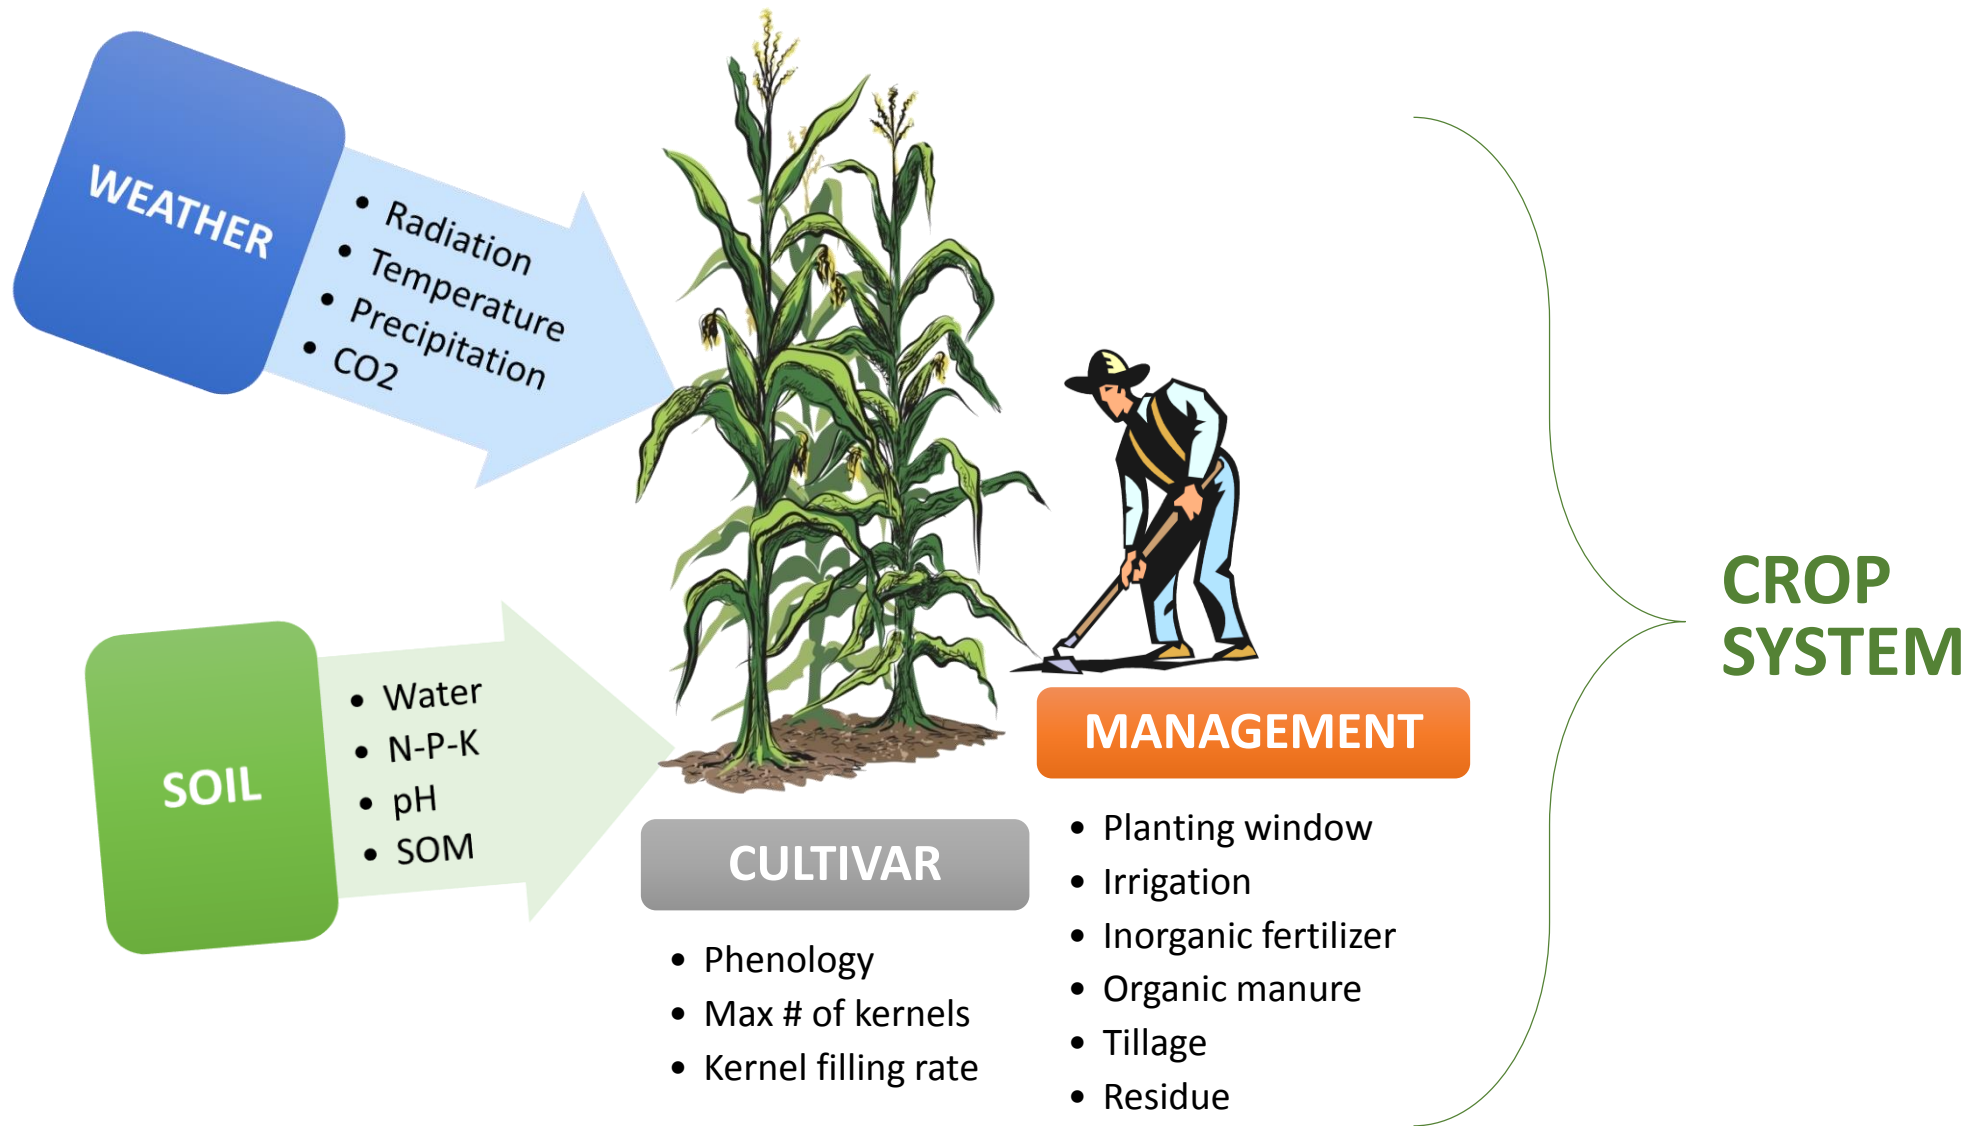 WEATHER
• Radiation
• Temperature
• Precipitation
• CO2
SOIL
• Water
• N-P-K
• pH
• SOM
CULTIVAR
• Phenology
• Max # of kernels
• Kernel filling rate
MANAGEMENT
• Planting window
• Irrigation
• Inorganic fertilizer
• Organic manure
• Tillage
• Residue
CROP
SYSTEM